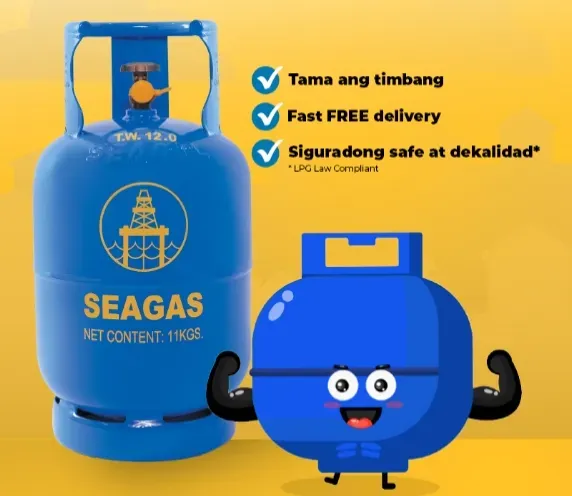 Tama ang timbang
Fast FREE delivery
Siguradong safe at dekalidad*
* LPG Law Compliant
T.W. 12.0
SEAGAS
NET CONTENT: 11KGS.